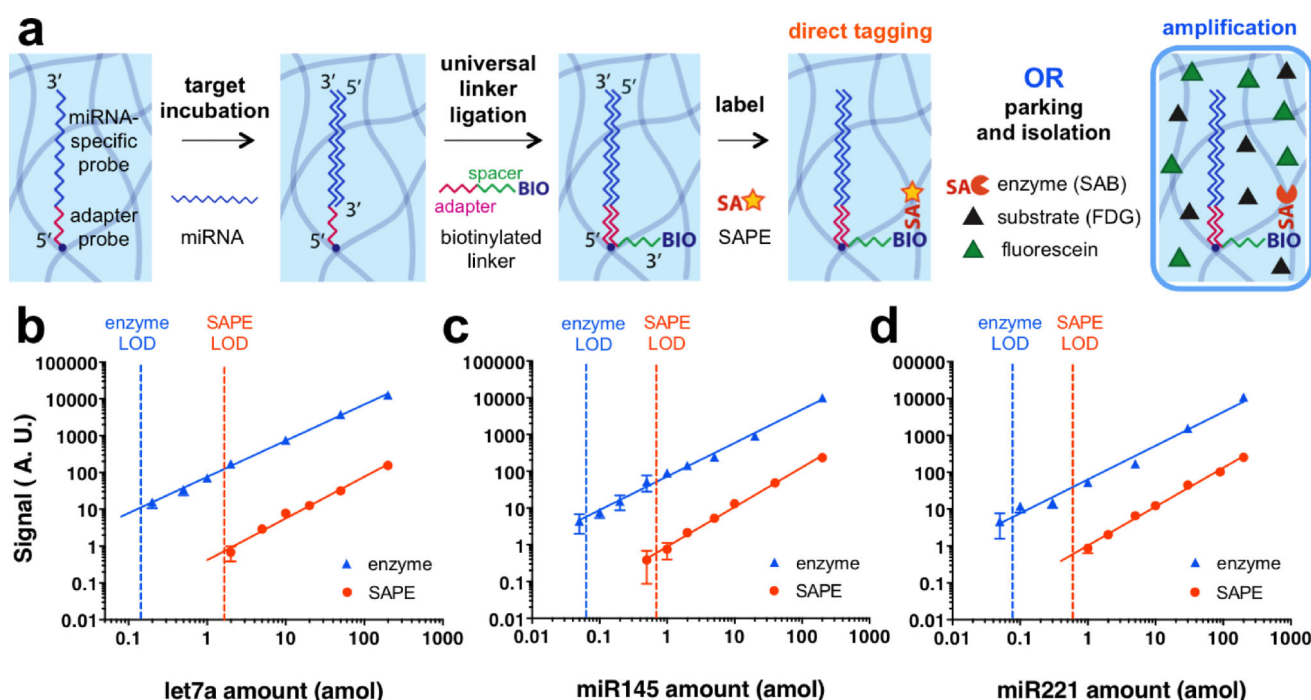 a
3′
miRNA-
specific
probe
adapter
probe
5′
target
incubation
miRNA
3′ 5′
3′
5′
universal
linker
ligation
spacer
BIO
adapter
biotinylated
linker
3′ 5′
5′
BIO
3′
label
SA
SAPE
direct tagging
SA
BIO
OR
parking
and isolation
SA enzyme (SAB)
substrate (FDG)
fluorescein
amplification
SA
BIO
b
enzyme
LOD
SAPE
LOD
Signal ( A. U.)
100000
10000
1000
100
10
1
0.1
0.01
enzyme
SAPE
0.1 1 10 100 1000
let7a amount (amol)
c
enzyme
LOD
SAPE
LOD
100000
10000
1000
100
10
1
0.1
0.01
enzyme
SAPE
0.01 0.1 1 10 100 1000
miR145 amount (amol)
d
enzyme
LOD
SAPE
LOD
00000
10000
1000
100
10
1
0.1
0.01
enzyme
SAPE
0.01 0.1 1 10 100 1000
miR221 amount (amol)